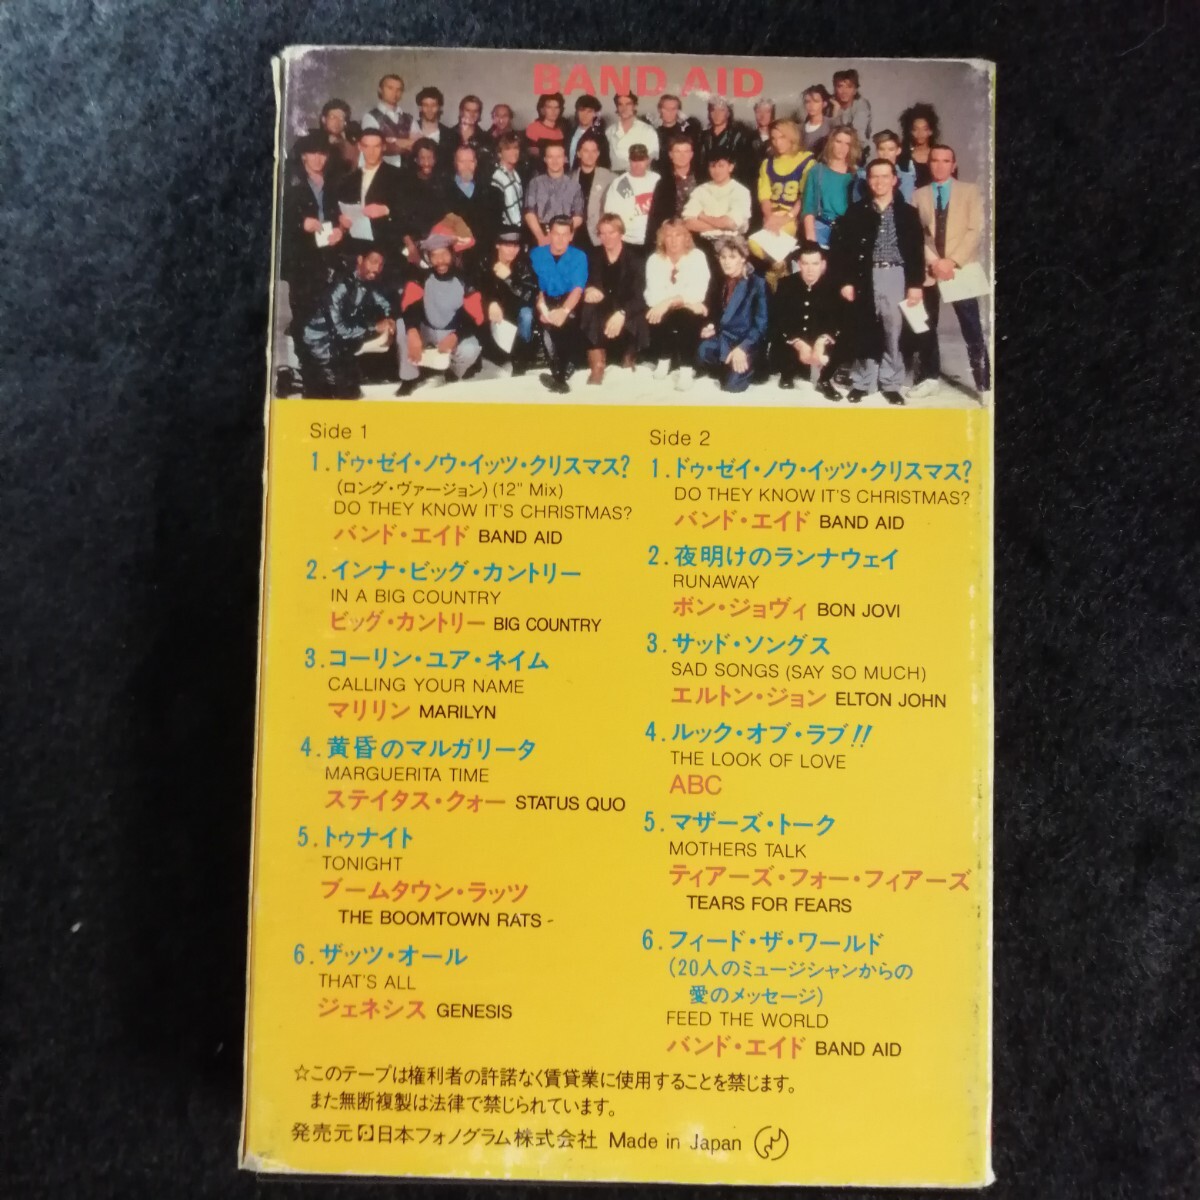 BAND AID
Side 1
1.ドゥ・ゼイ・ノウ・イッツ・クリスマス?
(ロング・ヴァージョン)(12" Mix)
DO THEY KNOW IT'S CHRISTMAS?
バンド・エイド BAND AID
2.インナ・ビッグ・カントリー
IN A BIG COUNTRY
ビッグ・カントリー BIG COUNTRY
3.コーリン・ユア・ネイム
CALLING YOUR NAME
マリリン MARILYN
4.黄昏のマルガリータ
MARGUERITA TIME
ステイタス・クォー STATUS QUO
5.トゥナイト
TONIGHT
ブームタウン・ラッツ
THE BOOMTOWN RATS
6.ザッツ・オール
THAT'S ALL
ジェネシス GENESIS
Side 2
1.ドゥ・ゼイ・ノウ・イッツ・クリスマス?
DO THEY KNOW IT'S CHRISTMAS?
バンド・エイド BAND AID
2.夜明けのランナウェイ
RUNAWAY
ボン・ジョヴィ BON JOVI
3.サッド・ソングス
SAD SONGS (SAY SO MUCH)
エルトン・ジョン ELTON JOHN
4.ルック・オブ・ラブ!!
THE LOOK OF LOVE
ABC
5.マザーズ・トーク
MOTHERS TALK
ティアーズ・フォー・フィアーズ
TEARS FOR FEARS
6.フィード・ザ・ワールド
(20人のミュージシャンからの
愛のメッセージ)
FEED THE WORLD
バンド・エイド BAND AID
☆このテープは権利者の許諾なく賃貸業に使用することを禁じます。
また無断複製は法律で禁じられています。
発売元 日本フォノグラム株式会社 Made in Japan